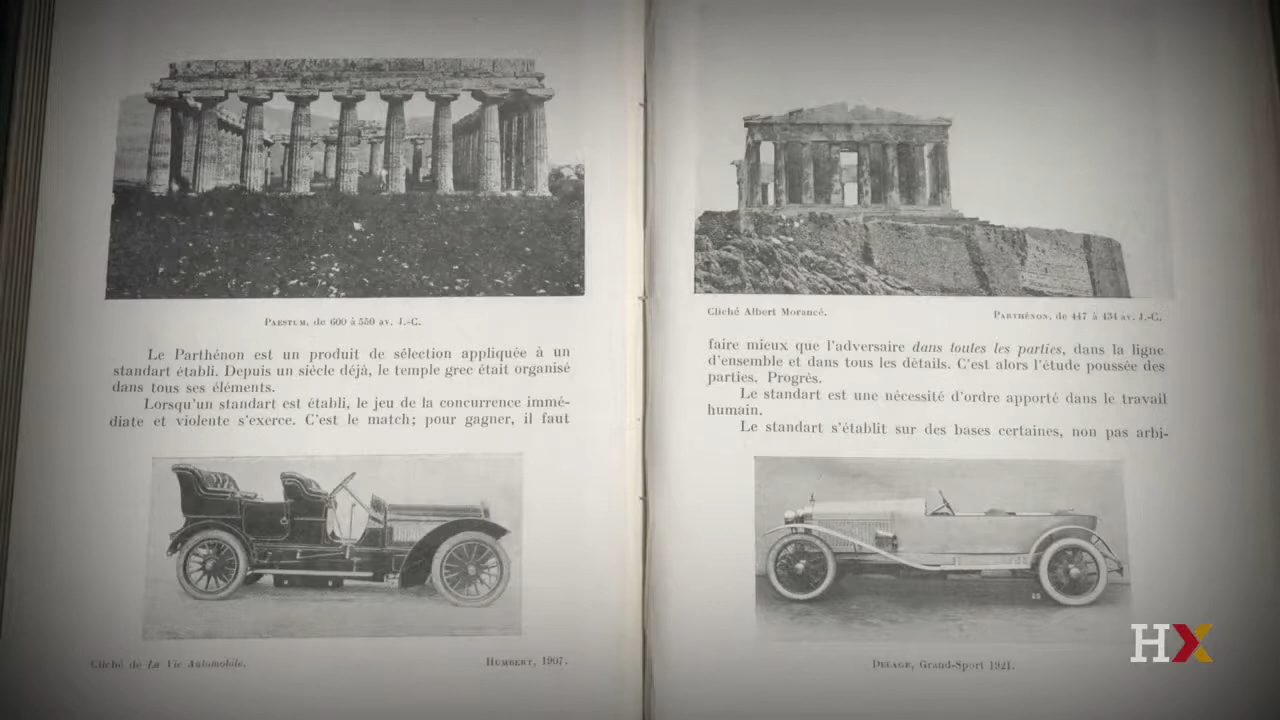 PAESTUM, de 600 à 550 av. J.-C.
Le Parthénon est un produit de sélection appliquée à un
standart établi. Depuis un siècle déjà, le temple grec était organisé
dans tous ses éléments.
Lorsqu'un standart est établi, le jeu de la concurrence immé-
diate et violente s'exerce. C'est le match; pour gagner, il faut
Cliché de La Vie Automobile.
HUMBERT, 1907.
Cliché Albert Morancé.
PARTHÉNON, de 447 à 434 av. J.-C.
faire mieux que l'adversaire dans toutes les parties, dans la ligne
d'ensemble et dans tous les détails. C'est alors l'étude poussée des
parties. Progrès.
Le standart est une nécessité d'ordre apporté dans le travail
humain.
Le standart s'établit sur des bases certaines, non pas arbi-
DELAGE, Grand-Sport 1921.
HX